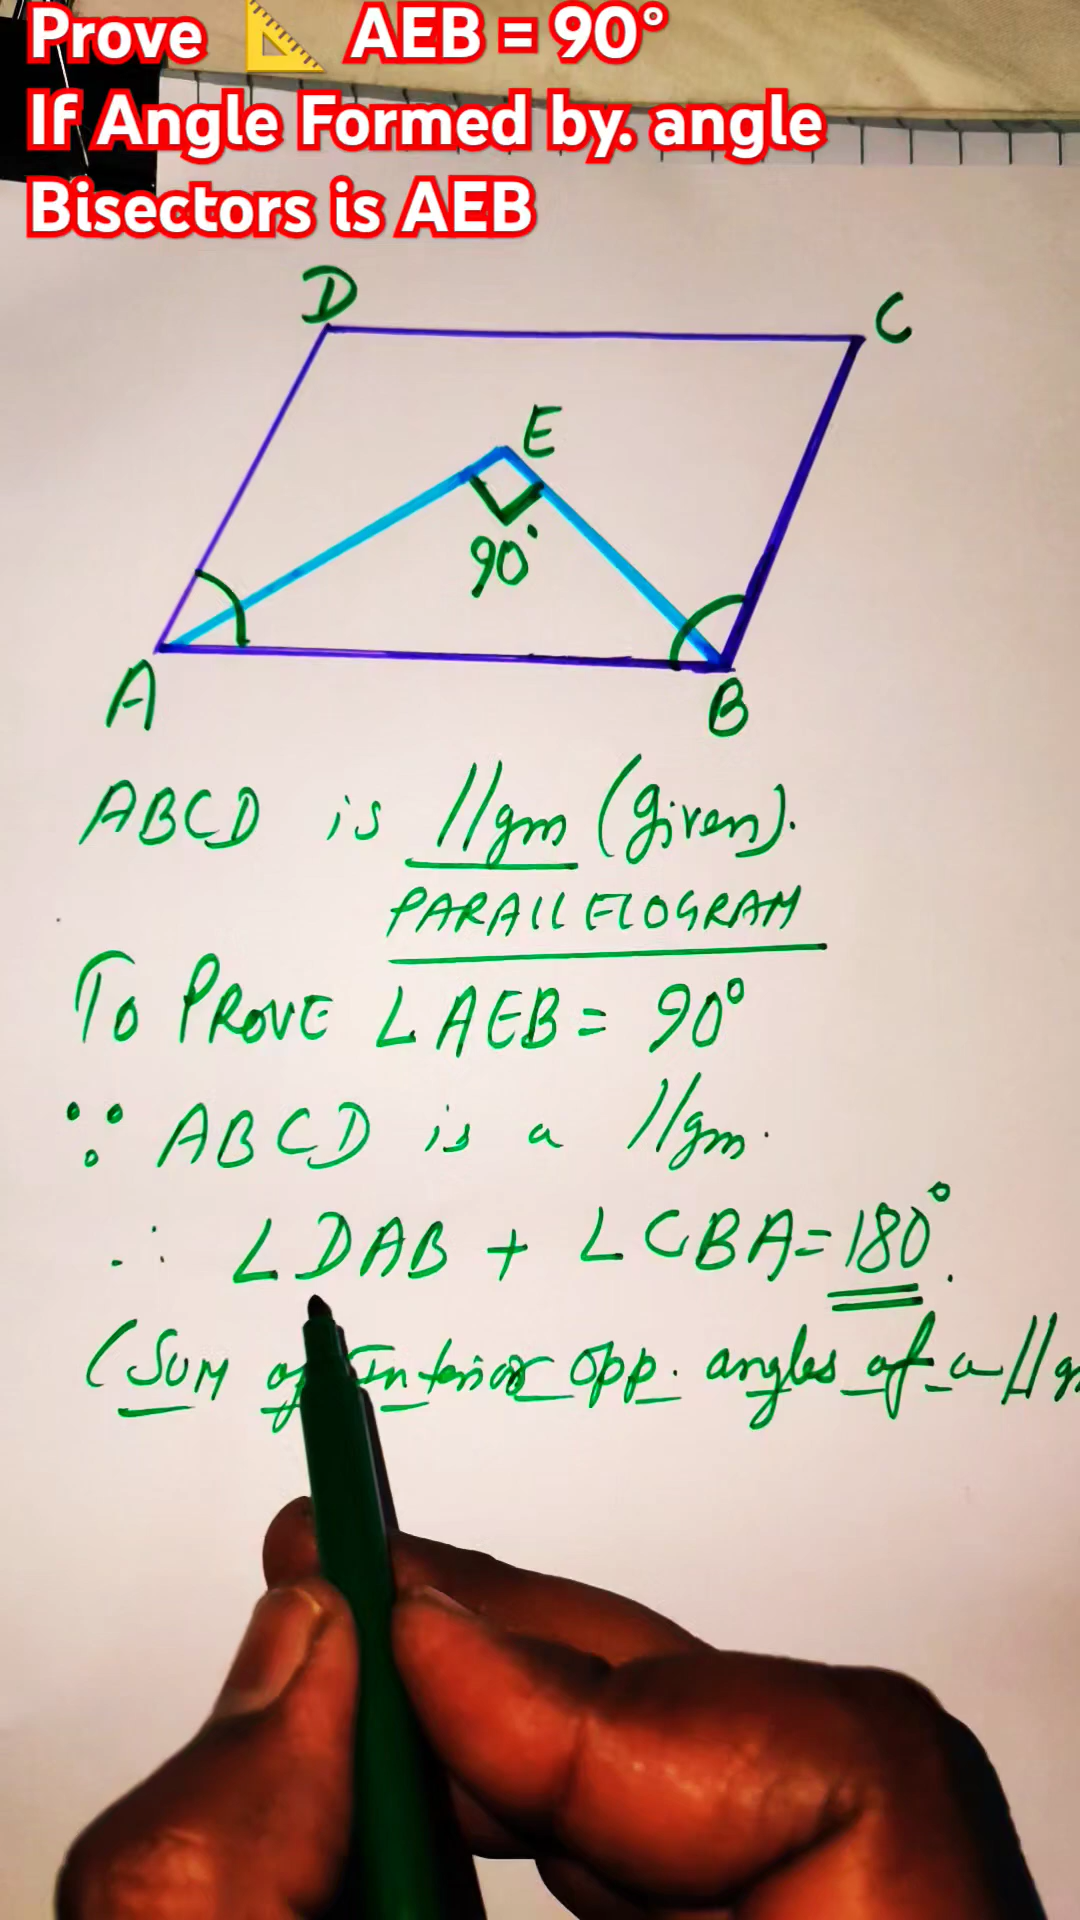 Prove 📐 AEB = 90°
If Angle Formed by. angle
Bisectors is AEB
D
C
E
90°
A
B
ABCD is //gm (given).
PARALLELOGRAM
To PROVE ∠AEB = 90°
∵ ABCD is a //gm.
∴ ∠DAB + ∠CBA = 180°.
(Sum of Interior opp. angles of a //gm